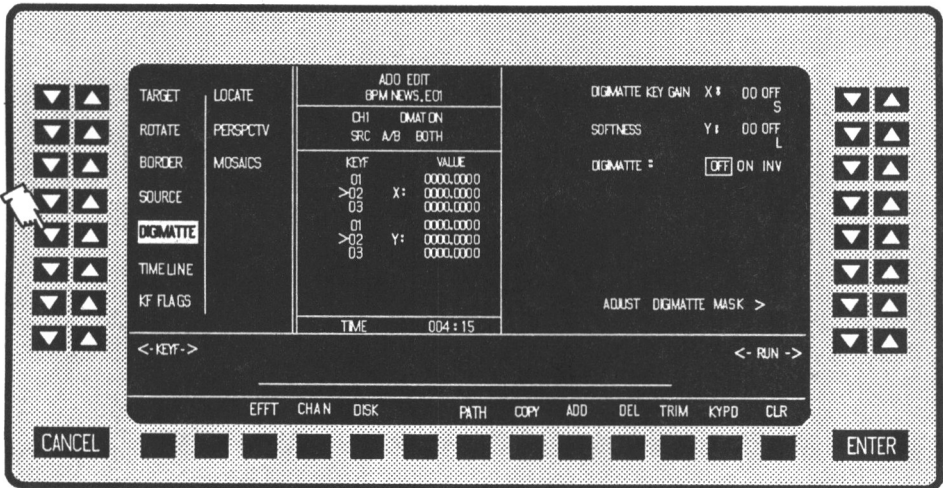 TARGET LOCATE
ROTATE PERSPCTV
BORDER MOSAICS
SOURCE
DIGIMATTE
TIME LINE
KF FLAGS
ADO EDIT
8PM NEWS.E01
CH1 DMAT ON
SRC A/B BOTH
KEYF VALUE
01 0000.0000
>02 X: 0000.0000
03 0000.0000
01 0000.0000
>02 Y: 0000.0000
03 0000.0000
TIME 004:15
DIGIMATTE KEY GAIN X: 00 OFF
S
SOFTNESS Y: 00 OFF
L
DIGIMATTE: OFF ON INV
ADJUST DIGIMATTE MASK >
<-KEYF-> <- RUN ->
EFFT CHAN DISK PATH COPY ADD DEL TRIM KYPD CLR
CANCEL ENTER